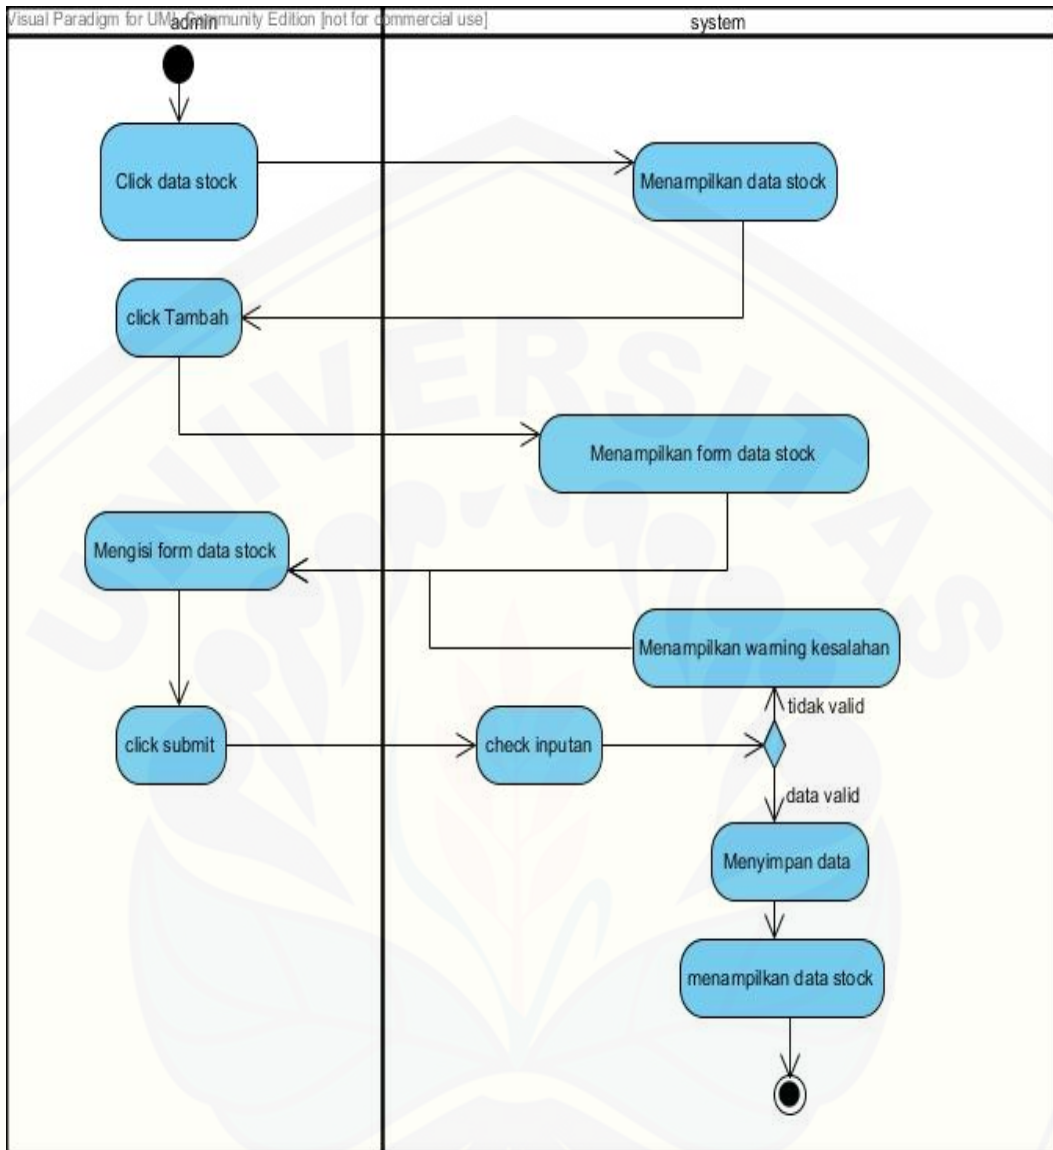 Visual Paradigm for UML Community Edition [not for commercial use]
admin
system
Click data stock
Menampilkan data stock
click Tambah
Menampilkan form data stock
Mengisi form data stock
Menampilkan warning kesalahan
tidak valid
click submit
check inputan
data valid
Menyimpan data
menampilkan data stock
UNIVERSITAS